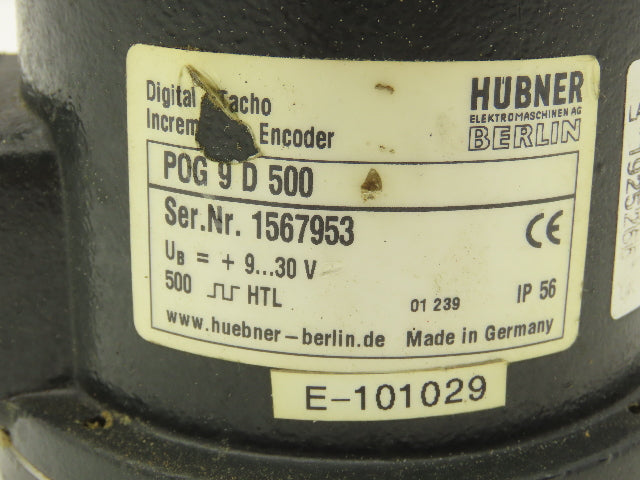 Digital Tacho
Encoder
HÜBNER
ELEKTROMASCHINEN AG
BERLIN
POG 9 D 500
Ser.Nr. 1567953
CE
UB = + 9...30 V
500 HTL
01 239
IP 56
www.huebner-berlin.de Made in Germany
E-101029